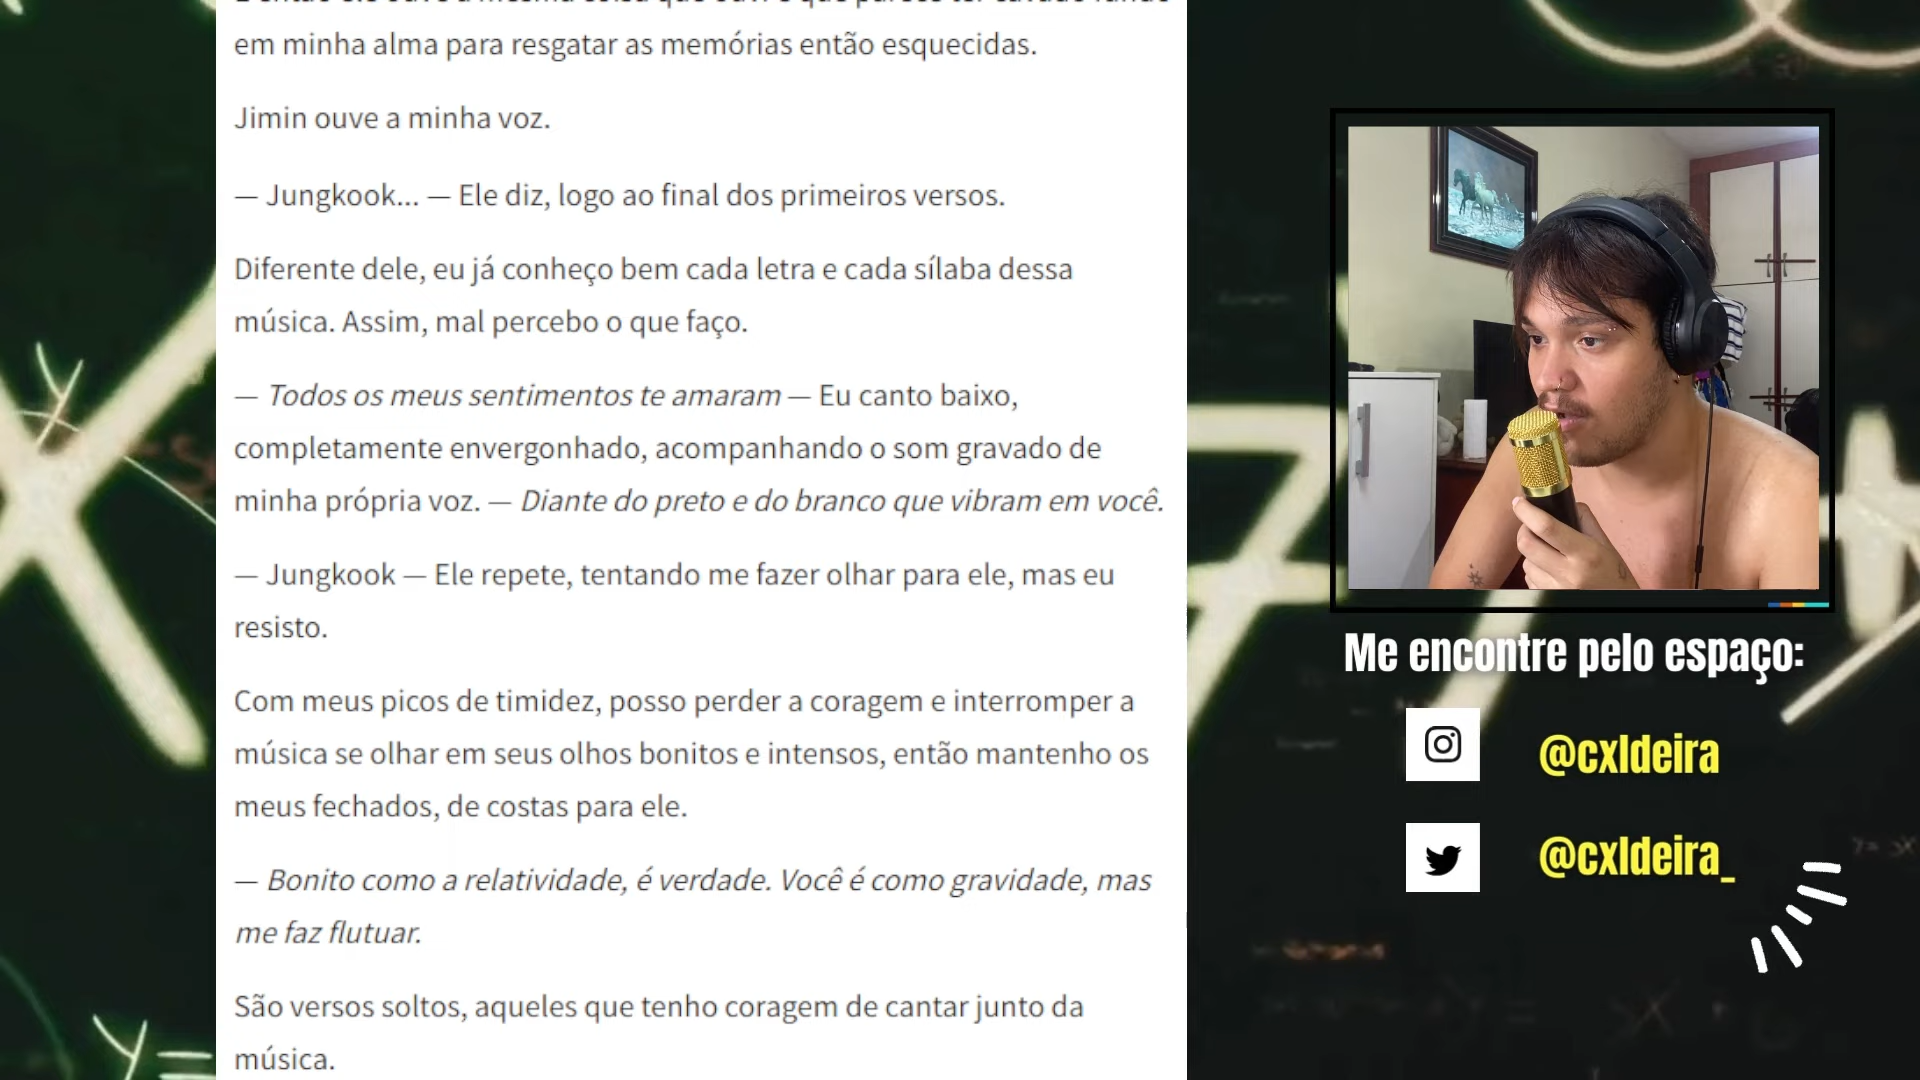 em minha alma para resgatar as memórias então esquecidas.
Jimin ouve a minha voz.
— Jungkook... — Ele diz, logo ao final dos primeiros versos.
Diferente dele, eu já conheço bem cada letra e cada sílaba dessa
música. Assim, mal percebo o que faço.
— Todos os meus sentimentos te amaram — Eu canto baixo,
completamente envergonhado, acompanhando o som gravado de
minha própria voz. — Diante do preto e do branco que vibram em você.
— Jungkook — Ele repete, tentando me fazer olhar para ele, mas eu
resisto.
Com meus picos de timidez, posso perder a coragem e interromper a
música se olhar em seus olhos bonitos e intensos, então mantenho os
meus fechados, de costas para ele.
— Bonito como a relatividade, é verdade. Você é como gravidade, mas
me faz flutuar.
São versos soltos, aqueles que tenho coragem de cantar junto da
música.
Me encontre pelo espaço:
@cxldeira
@cxldeira_